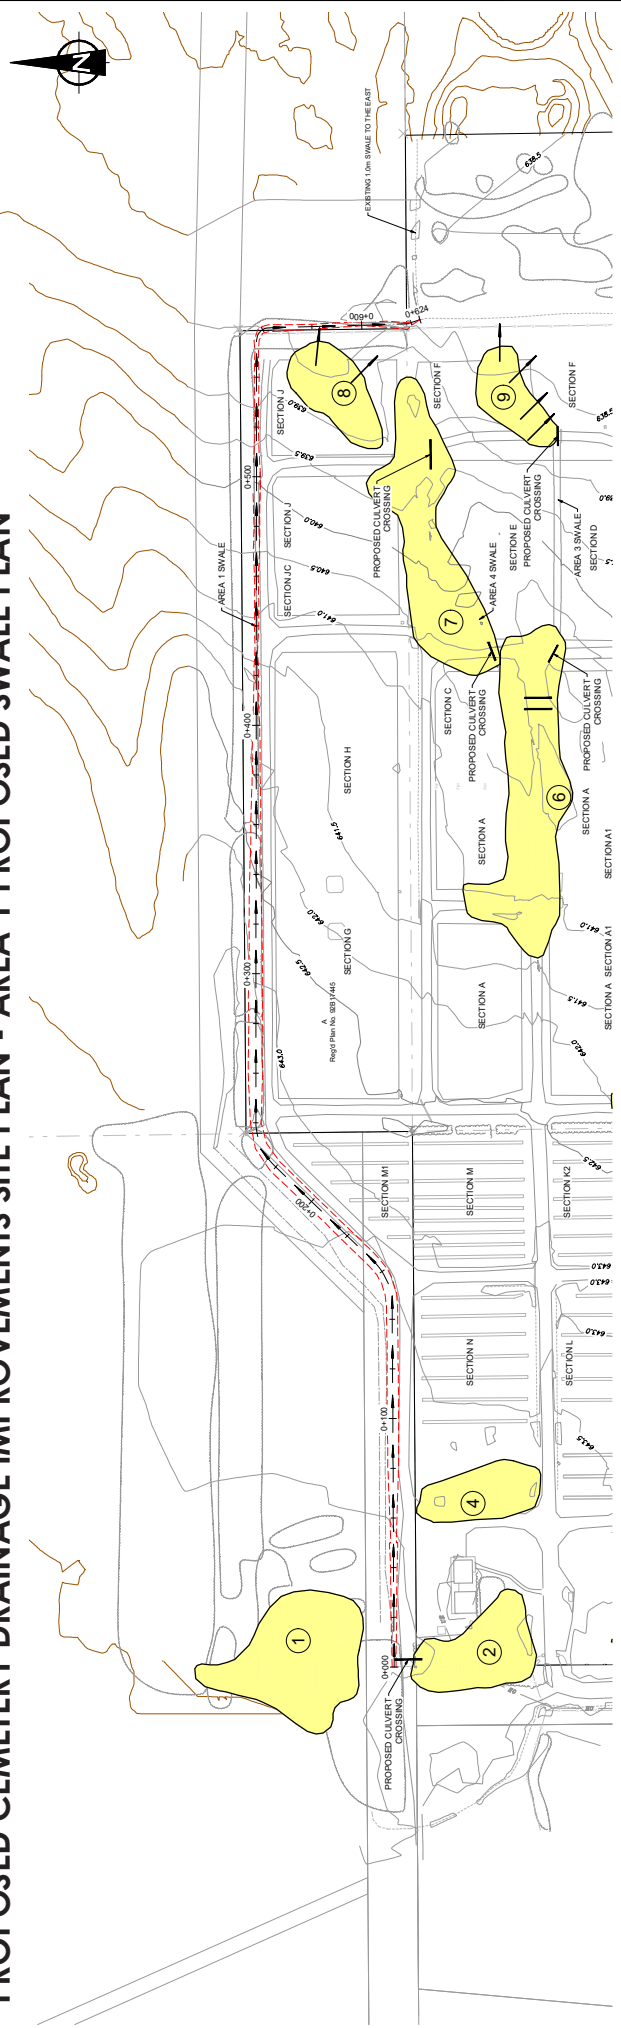 PROPOSED CEMETERY DRAINAGE IMPROVEMENTS SITE PLAN - AREA 1 PROPOSED SWALE PLAN
N
EXISTING 1.0m SWALE TO THE EAST
638.5
0+600
0+624
8
SECTION J
639.0
639.5
SECTION F
9
SECTION F
638.5
0+500
AREA 1 SWALE
SECTION J
640.0
SECTION JC
640.5
641.0
PROPOSED CULVERT
CROSSING
7
AREA 4 SWALE
SECTION E
PROPOSED CULVERT
CROSSING
AREA 3 SWALE
SECTION D
SECTION C
PROPOSED CULVERT
CROSSING
PROPOSED CULVERT
CROSSING
0+400
SECTION H
641.5
SECTION A
6
SECTION A
SECTION A1
0+300
642.0
642.5
SECTION G
A
Reg'd Plan No. 92B17445
643.0
SECTION A
641.0
641.5
642.0
SECTION A
SECTION A1
0+200
SECTION M1
SECTION M
SECTION K2
642.5
643.0
643.0
643.0
SECTION N
SECTION L
643.5
0+100
4
1
2
0+000
PROPOSED CULVERT
CROSSING